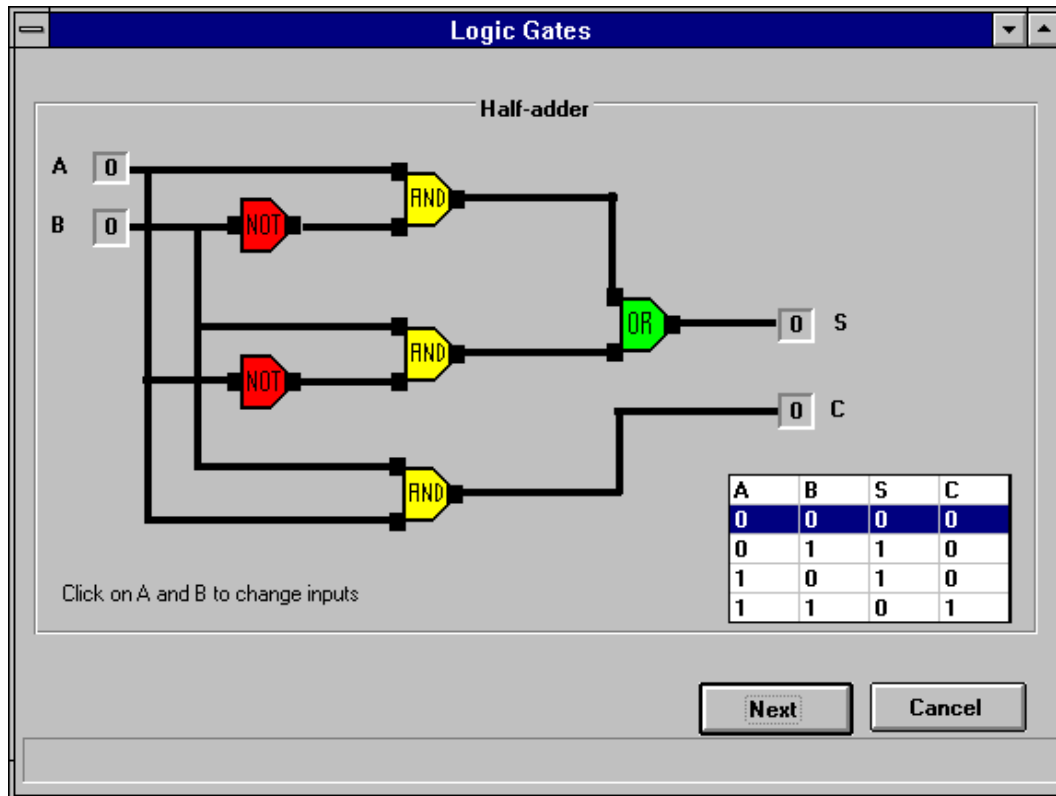 Logic Gates
Half-adder
A 0
AND
B 0
NOT
AND
OR
0 S
NOT
0 C
AND
A B S C
0 0 0 0
0 1 1 0
1 0 1 0
1 1 0 1
Click on A and B to change inputs
Next Cancel